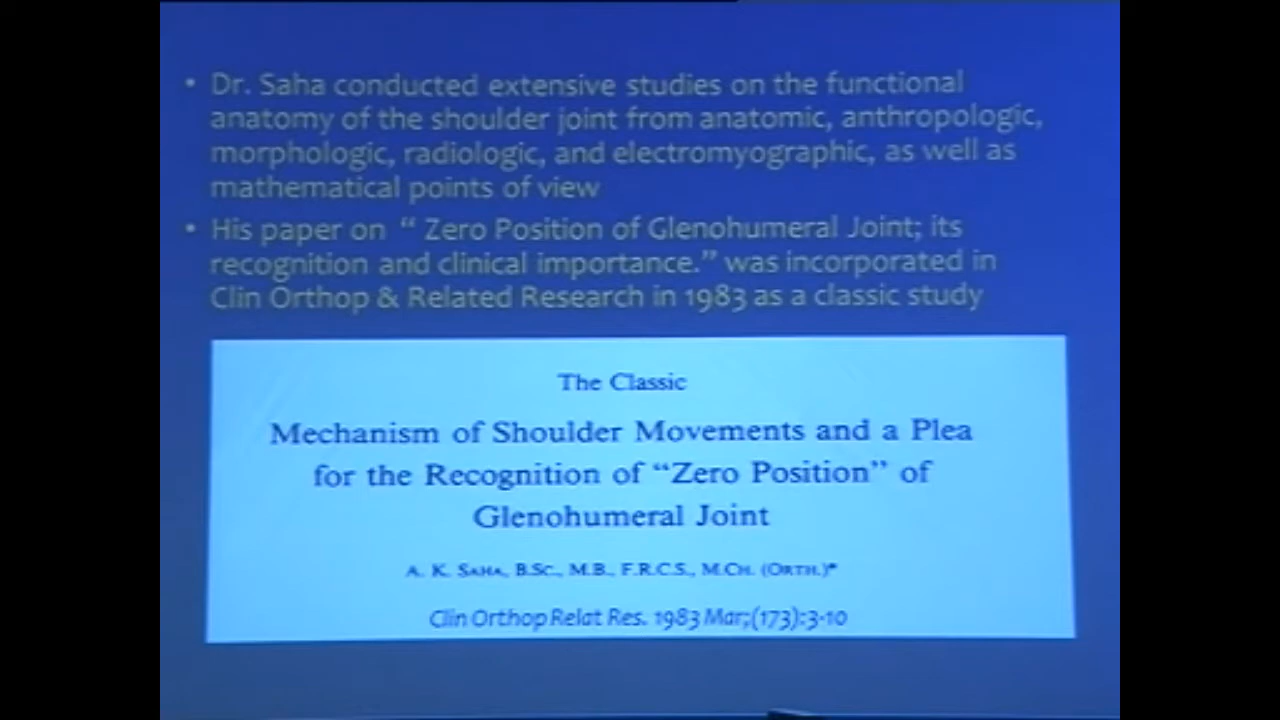 • Dr. Saha conducted extensive studies on the functional
anatomy of the shoulder joint from anatomic, anthropologic,
morphologic, radiologic, and electromyographic, as well as
mathematical points of view
• His paper on “ Zero Position of Glenohumeral Joint; its
recognition and clinical importance.” was incorporated in
Clin Orthop & Related Research in 1983 as a classic study
The Classic
Mechanism of Shoulder Movements and a Plea
for the Recognition of “Zero Position” of
Glenohumeral Joint
A. K. SAHA, B.SC., M.B., F.R.C.S., M.CH. (ORTH.)*
Clin Orthop Relat Res. 1983 Mar;(173):3-10